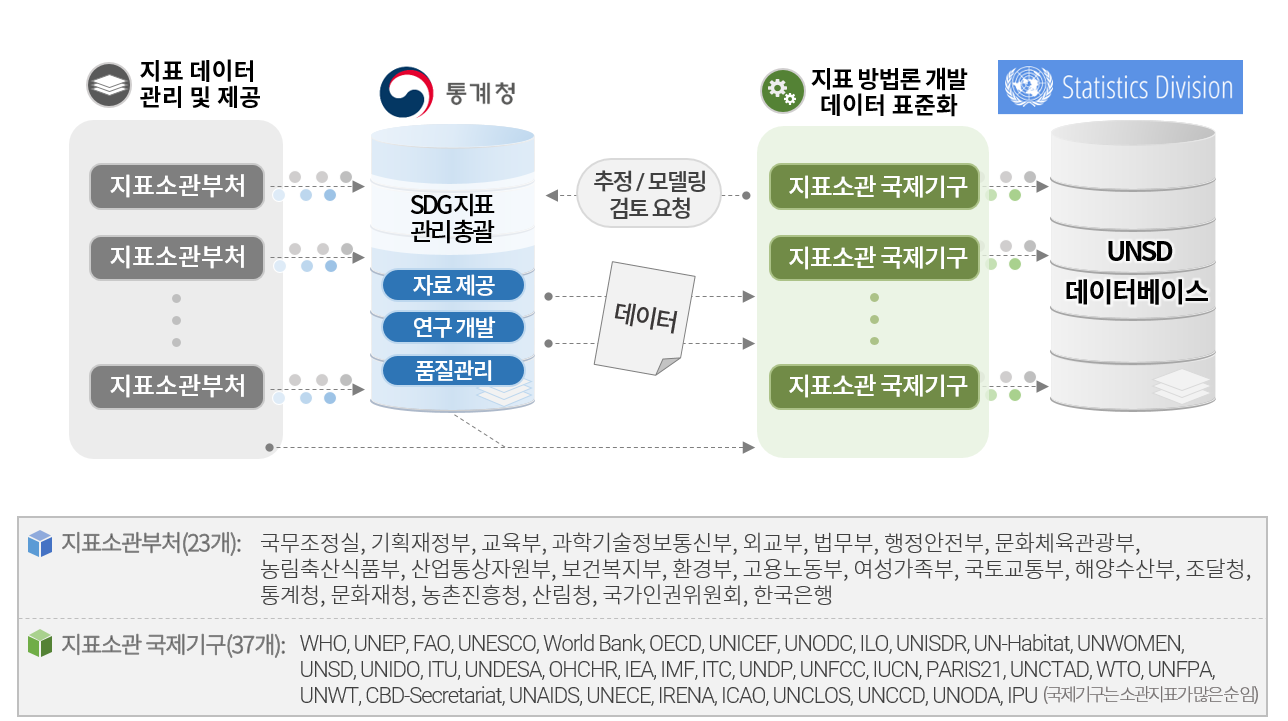 지표 데이터
관리 및 제공
통계청
지표 방법론 개발
데이터 표준화
Statistics Division
지표소관부처
지표소관부처
지표소관부처
SDG 지표
관리 총괄
자료 제공
연구 개발
품질관리
추정 / 모델링
검토 요청
데이터
지표소관 국제기구
지표소관 국제기구
지표소관 국제기구
UNSD
데이터베이스
지표소관부처(23개): 국무조정실, 기획재정부, 교육부, 과학기술정보통신부, 외교부, 법무부, 행정안전부, 문화체육관광부,
농림축산식품부, 산업통상자원부, 보건복지부, 환경부, 고용노동부, 여성가족부, 국토교통부, 해양수산부, 조달청,
통계청, 문화재청, 농촌진흥청, 산림청, 국가인권위원회, 한국은행
지표소관 국제기구(37개): WHO, UNEP, FAO, UNESCO, World Bank, OECD, UNICEF, UNODC, ILO, UNISDR, UN-Habitat, UNWOMEN,
UNSD, UNIDO, ITU, UNDESA, OHCHR, IEA, IMF, ITC, UNDP, UNFCC, IUCN, PARIS21, UNCTAD, WTO, UNFPA,
UNWT, CBD-Secretariat, UNAIDS, UNECE, IRENA, ICAO, UNCLOS, UNCCD, UNODA, IPU (국제기구는 소관지표가 많은 순 임)